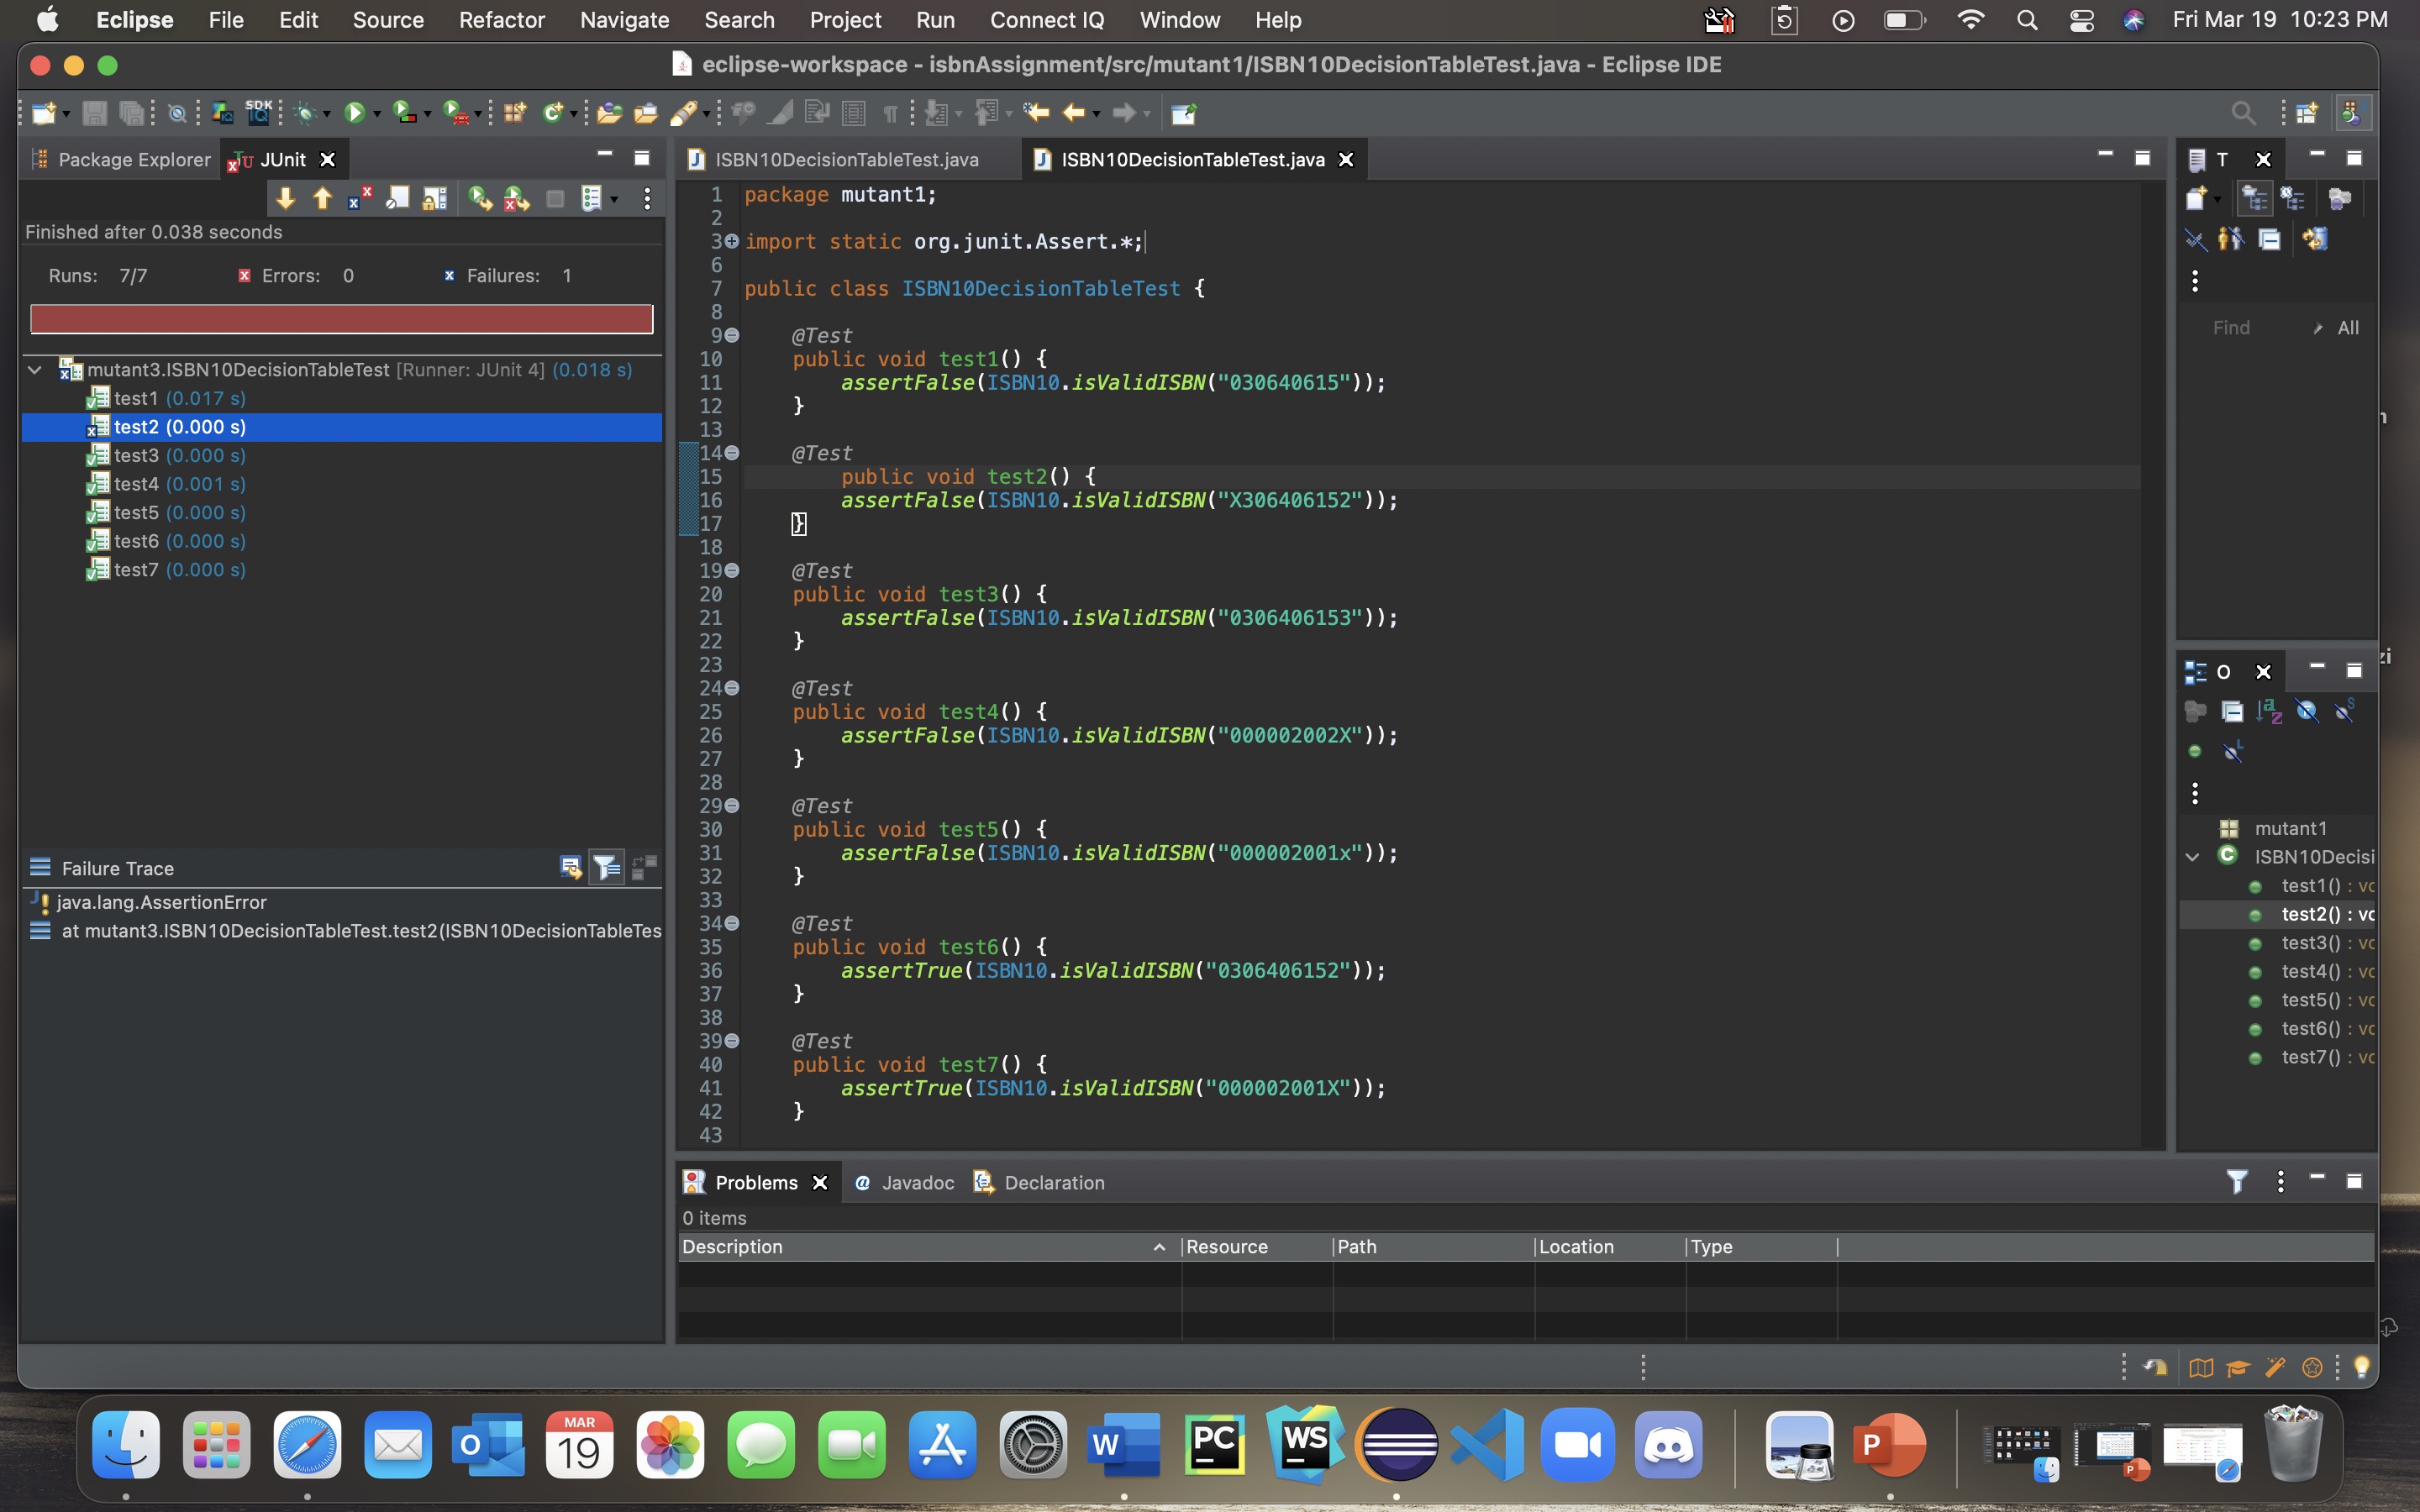 Eclipse File Edit Source Refactor Navigate Search Project Run Connect IQ Window Help Fri Mar 19 10:23 PM
eclipse-workspace - isbnAssignment/src/mutant1/ISBN10DecisionTableTest.java - Eclipse IDE
SDK IQ
Package Explorer JUnit
Finished after 0.038 seconds
Runs: 7/7 Errors: 0 Failures: 1
mutant3.ISBN10DecisionTableTest [Runner: JUnit 4] (0.018 s)
test1 (0.017 s)
test2 (0.000 s)
test3 (0.000 s)
test4 (0.001 s)
test5 (0.000 s)
test6 (0.000 s)
test7 (0.000 s)
Failure Trace
java.lang.AssertionError
at mutant3.ISBN10DecisionTableTest.test2(ISBN10DecisionTableTes
ISBN10DecisionTableTest.java ISBN10DecisionTableTest.java
1 package mutant1;
2
3 import static org.junit.Assert.*;
6
7 public class ISBN10DecisionTableTest {
8
9 @Test
10 public void test1() {
11 assertFalse(ISBN10.isValidISBN("030640615"));
12 }
13
14 @Test
15 public void test2() {
16 assertFalse(ISBN10.isValidISBN("X306406152"));
17 }
18
19 @Test
20 public void test3() {
21 assertFalse(ISBN10.isValidISBN("0306406153"));
22 }
23
24 @Test
25 public void test4() {
26 assertFalse(ISBN10.isValidISBN("000002002X"));
27 }
28
29 @Test
30 public void test5() {
31 assertFalse(ISBN10.isValidISBN("000002001x"));
32 }
33
34 @Test
35 public void test6() {
36 assertTrue(ISBN10.isValidISBN("0306406152"));
37 }
38
39 @Test
40 public void test7() {
41 assertTrue(ISBN10.isValidISBN("000002001X"));
42 }
43
T
Find All
O
mutant1
ISBN10Decisi
test1() : vo
test2() : vo
test3() : vo
test4() : vo
test5() : vo
test6() : vo
test7() : vo
Problems Javadoc Declaration
0 items
Description Resource Path Location Type
MAR
19
O W PC WS P